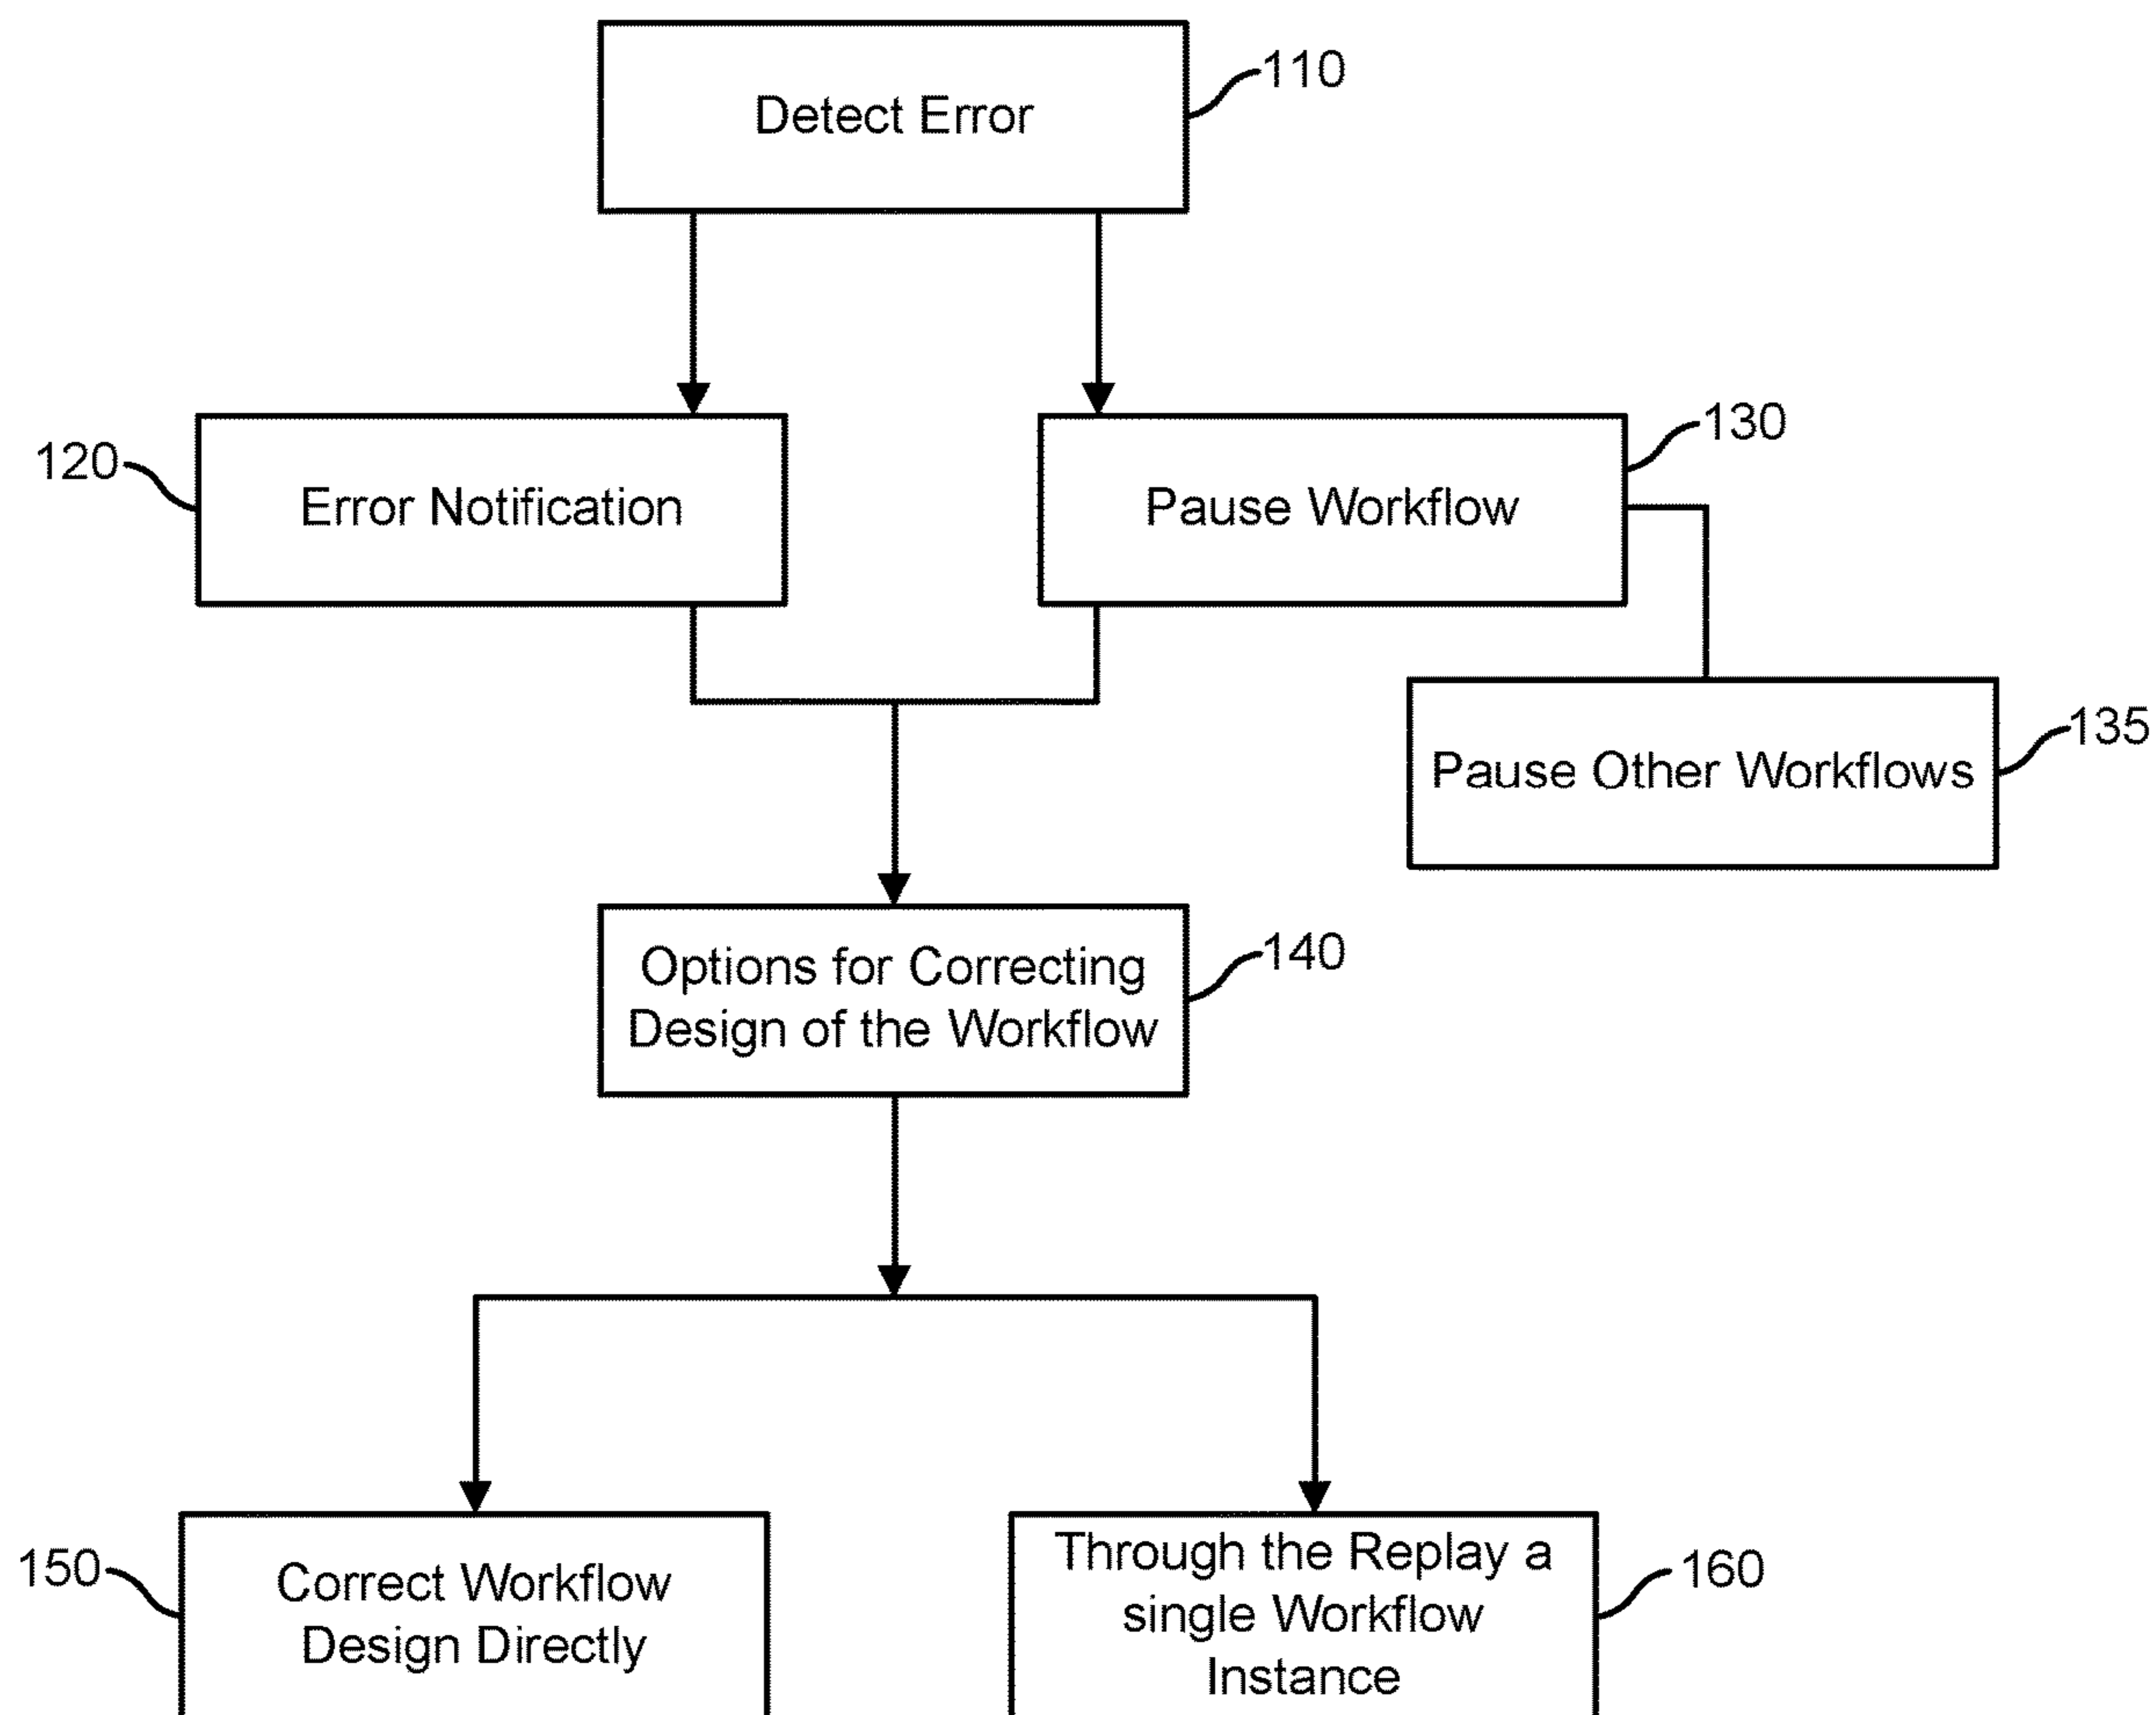 Detect Error
110
120
Error Notification
Pause Workflow
130
Pause Other Workflows
135
Options for Correcting
Design of the Workflow
140
150
Correct Workflow
Design Directly
Through the Replay a
single Workflow
Instance
160